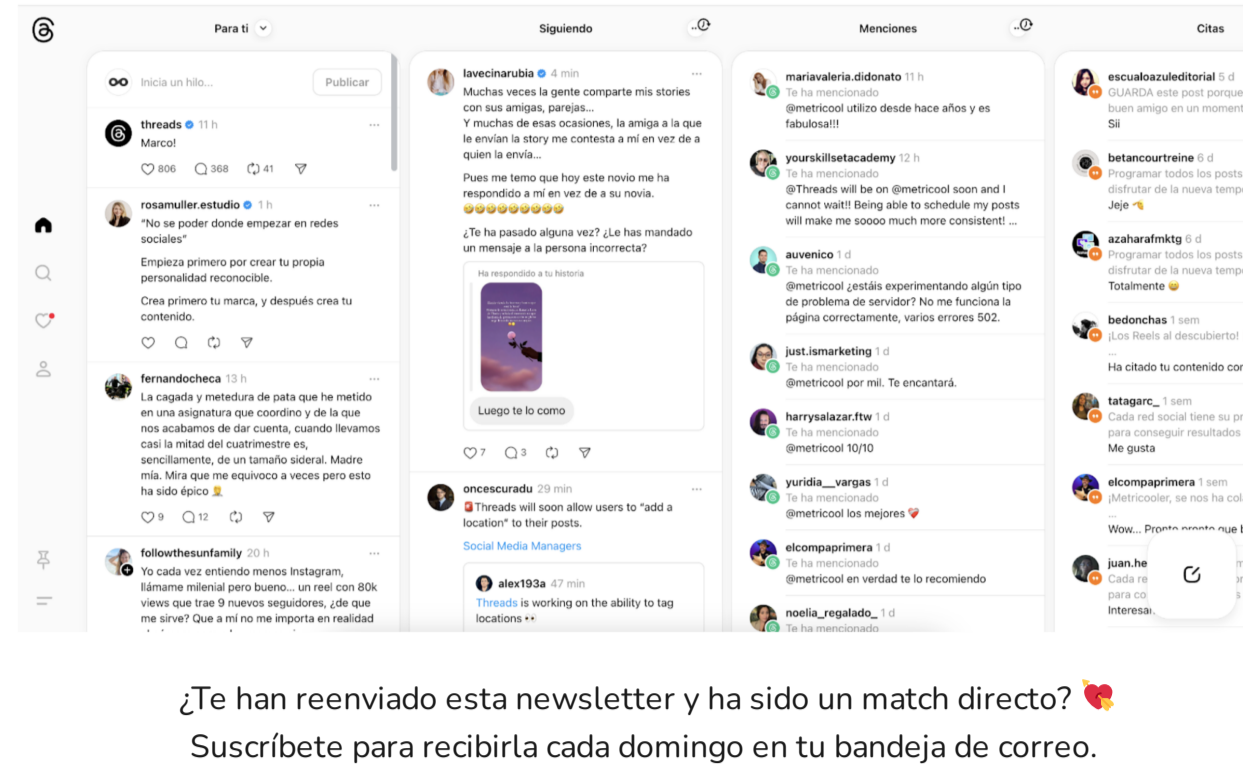 Para ti
Inicia un hilo...
Publicar
threads 11 h
Marco!
806 368 41
rosamuller.estudio 1 h
"No se poder donde empezar en redes
sociales"
Empieza primero por crear tu propia
personalidad reconocible.
Crea primero tu marca, y después crea tu
contenido.
fernandocheca 13 h
La cagada y metedura de pata que he metido
en una asignatura que coordino y de la que
nos acabamos de dar cuenta, cuando llevamos
casi la mitad del cuatrimestre es,
sencillamente, de un tamaño sideral. Madre
mía. Mira que me equivoco a veces pero esto
ha sido épico 🤦
9 12
followthesunfamily 20 h
Yo cada vez entiendo menos Instagram,
llámame milenial pero bueno... un reel con 80k
views que trae 9 nuevos seguidores, ¿de que
me sirve? Que a mí no me importa en realidad
Siguiendo
lavecinarubia 4 min
Muchas veces la gente comparte mis stories
con sus amigas, parejas...
Y muchas de esas ocasiones, la amiga a la que
le envían la story me contesta a mí en vez de a
quien la envía...
Pues me temo que hoy este novio me ha
respondido a mí en vez de a su novia.
🤣🤣🤣🤣🤣🤣🤣🤣🤣
¿Te ha pasado alguna vez? ¿Le has mandado
un mensaje a la persona incorrecta?
Ha respondido a tu historia
Luego te lo como
7 3
oncescuradu 29 min
🚨Threads will soon allow users to "add a
location" to their posts.
Social Media Managers
alex193a 47 min
Threads is working on the ability to tag
locations 👀
Menciones
mariavaleria.didonato 11 h
Te ha mencionado
@metricool utilizo desde hace años y es
fabulosa!!!
yourskillsetacademy 12 h
Te ha mencionado
@Threads will be on @metricool soon and I
cannot wait!! Being able to schedule my posts
will make me soooo much more consistent! ...
auvenico 1 d
Te ha mencionado
@metricool ¿estáis experimentando algún tipo
de problema de servidor? No me funciona la
página correctamente, varios errores 502.
just.ismarketing 1 d
Te ha mencionado
@metricool por mil. Te encantará.
harrysalazar.ftw 1 d
Te ha mencionado
@metricool 10/10
yuridia__vargas 1 d
Te ha mencionado
@metricool los mejores ❤️‍🩹
elcompaprimera 1 d
Te ha mencionado
@metricool en verdad te lo recomiendo
noelia_regalado_ 1 d
Te ha mencionado
Citas
escualoazuleditorial 5 d
GUARDA este post porque
buen amigo en un moment
Sii
betancourtreine 6 d
Programar todos los posts
disfrutar de la nueva temp
Jeje
azaharafmktg 6 d
Programar todos los posts
disfrutar de la nueva temp
Totalmente 😄
bedonchas 1 sem
¡Los Reels al descubierto!
...
Ha citado tu contenido con
tatagarc_ 1 sem
Cada red social tiene su pr
para conseguir resultados
Me gusta
elcompaprimera 1 sem
¡Metricooler, se nos ha col
...
Wow... Pronto pronto que
juan.he
Cada re
para co
Interesa
¿Te han reenviado esta newsletter y ha sido un match directo? 💘
Suscríbete para recibirla cada domingo en tu bandeja de correo.